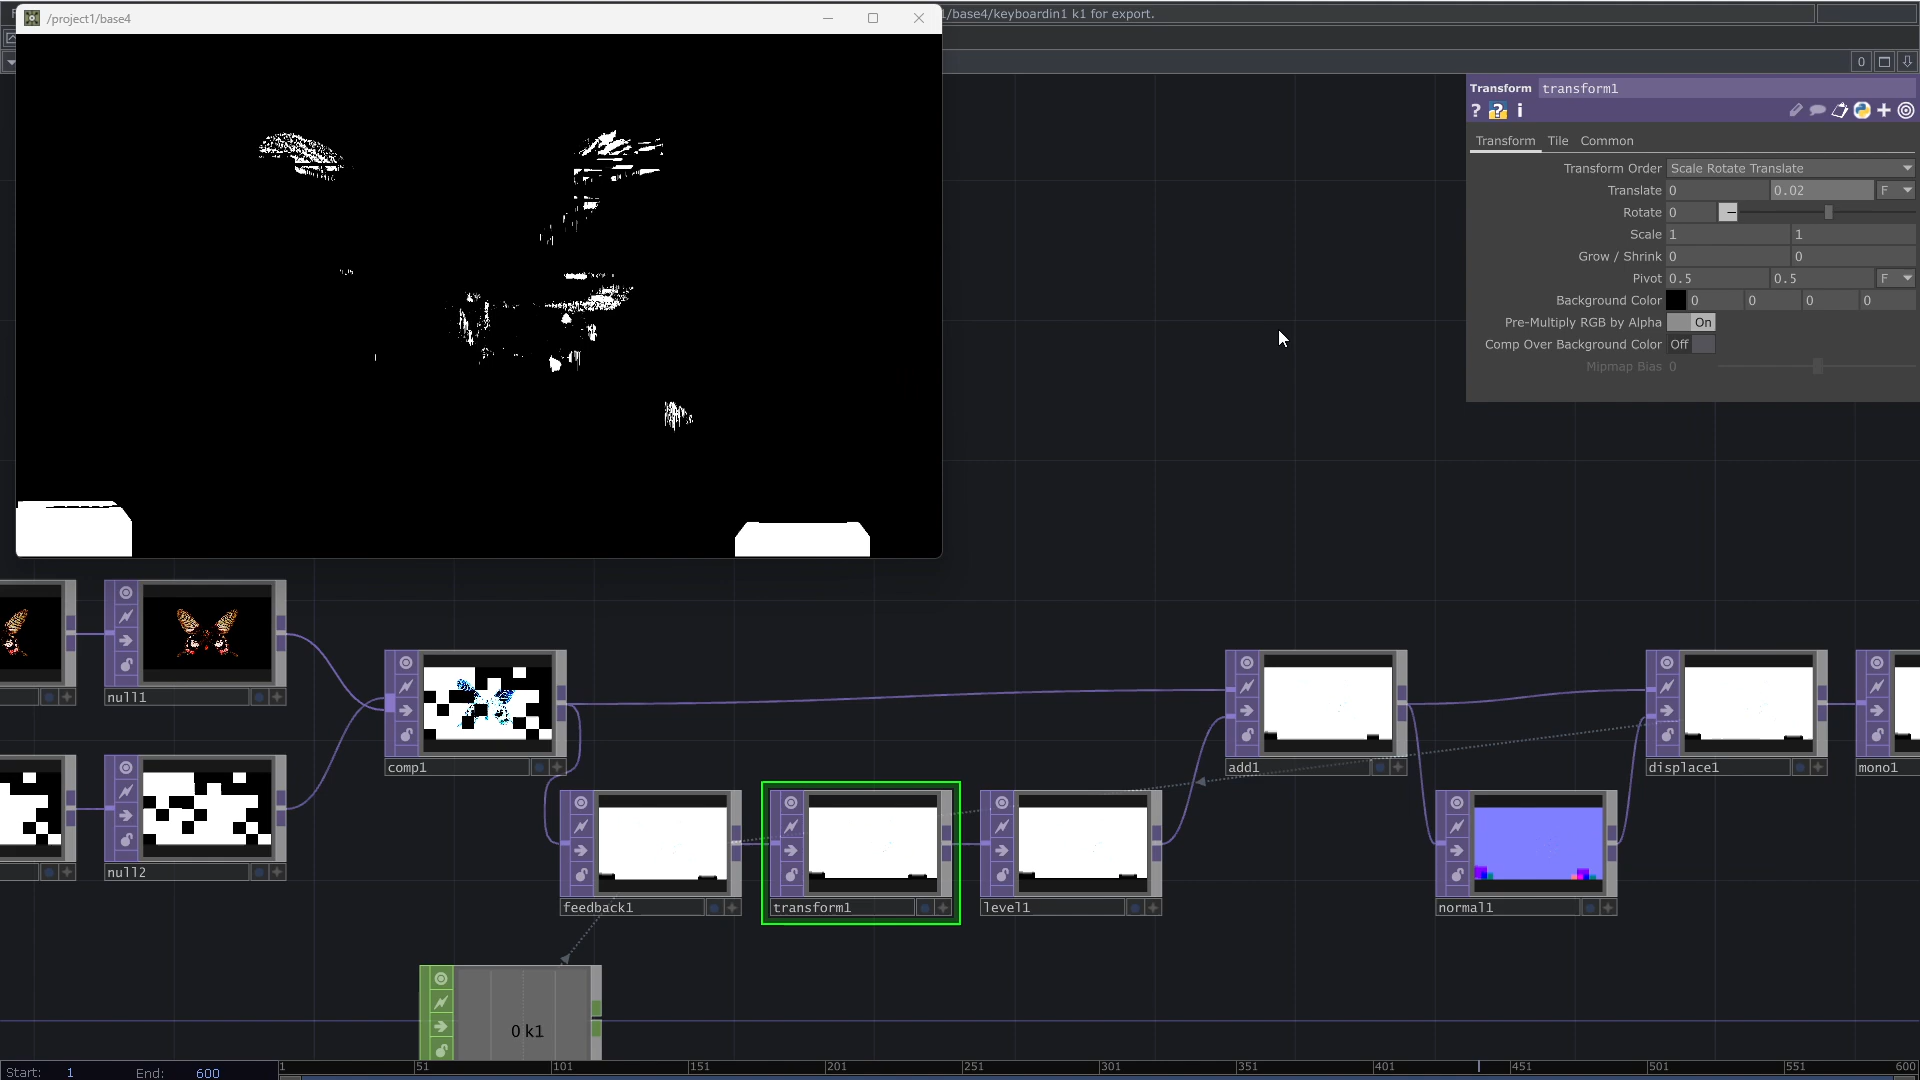 /project1/base4
1/base4/keyboardin1 k1 for export.
0
Transform transform1
? ? i
Transform Tile Common
Transform Order Scale Rotate Translate
Translate 0 0.02 F
Rotate 0
Scale 1 1
Grow / Shrink 0 0
Pivot 0.5 0.5 F
Background Color 0 0 0 0
Pre-Multiply RGB by Alpha On
Comp Over Background Color Off
Mipmap Bias 0
null1
comp1
add1
displace1
mono1
null2
feedback1
transform1
level1
normal1
0 k1
Start: 1 End: 600
1 51 101 151 201 251 301 351 401 451 501 551 600